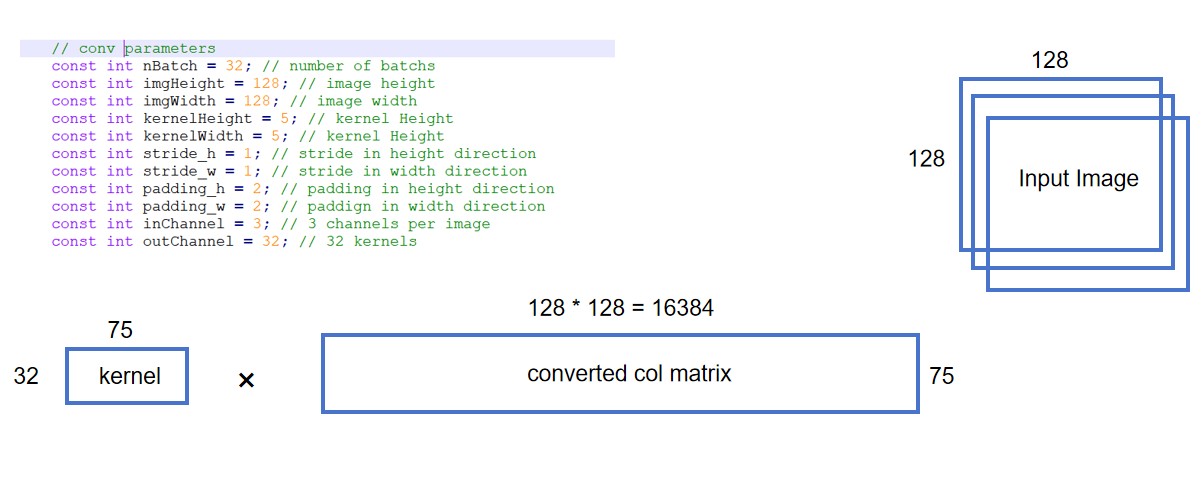 // conv parameters
const int nBatch = 32; // number of batchs
const int imgHeight = 128; // image height
const int imgWidth = 128; // image width
const int kernelHeight = 5; // kernel Height
const int kernelWidth = 5; // kernel Height
const int stride_h = 1; // stride in height direction
const int stride_w = 1; // stride in width direction
const int padding_h = 2; // padding in height direction
const int padding_w = 2; // paddign in width direction
const int inChannel = 3; // 3 channels per image
const int outChannel = 32; // 32 kernels
128
128
Input Image
128 * 128 = 16384
75
32
kernel
×
converted col matrix
75